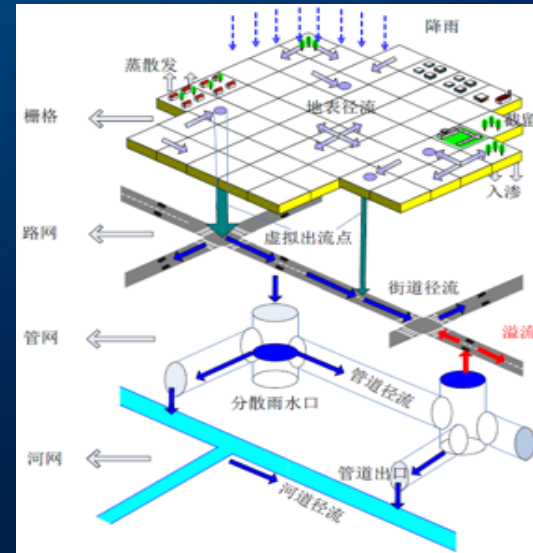 降雨
蒸散发
地表径流
栅格
截留
入渗
虚拟出流点
路网
街道径流
溢流
管网
管道径流
分散雨水口
河网
管道出口
河道径流